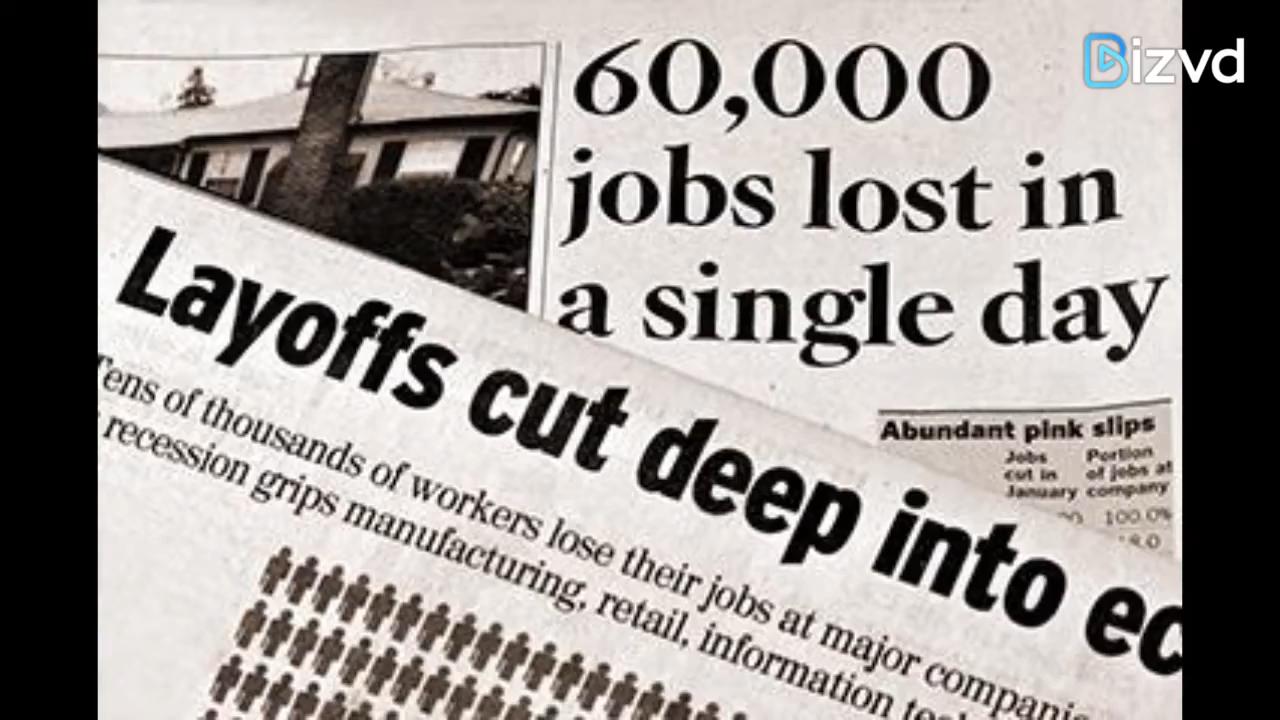 Bizvd
60,000
jobs lost in
a single day
Layoffs cut deep into ec
Tens of thousands of workers lose their jobs at major compani
recession grips manufacturing, retail, information
Abundant pink slips
Jobs Portion
cut in of jobs at
January company
100.0%